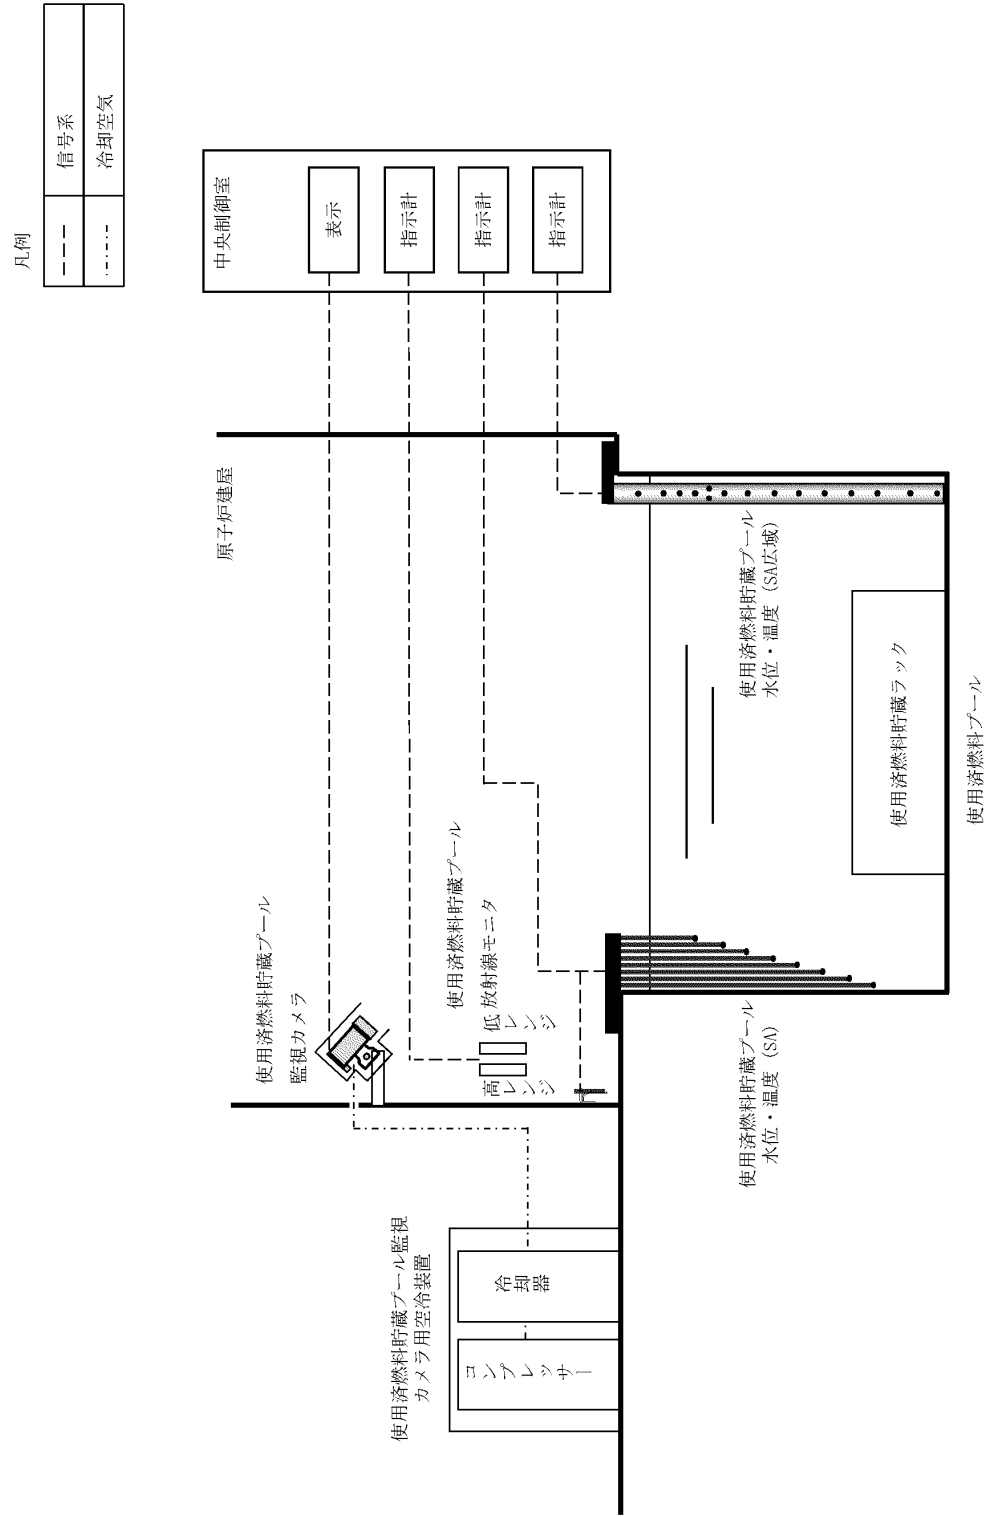 凡例
信号系
冷却空気
中央制御室
表示
指示計
指示計
指示計
原子炉建屋
使用済燃料貯蔵プール
監視カメラ
使用済燃料貯蔵プール
放射線モニタ
低
レンジ
高
レンジ
使用済燃料貯蔵プール
水位・温度 (SA広域)
使用済燃料貯蔵ラック
使用済燃料プール
使用済燃料貯蔵プール
水位・温度 (SA)
使用済燃料貯蔵プール監視
カメラ用空冷装置
冷却器
コンプレッサー